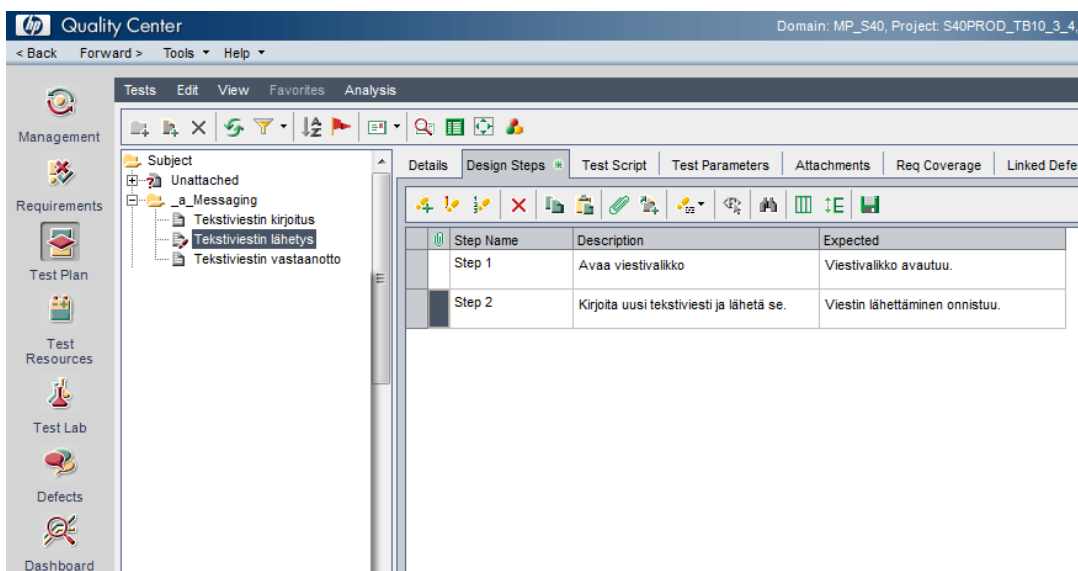 hp Quality Center
Domain: MP_S40, Project: S40PROD_TB10_3_4,
< Back Forward > Tools Help
Tests Edit View Favorites Analysis
Management
Requirements
Test Plan
Test
Resources
Test Lab
Defects
Dashboard
Subject
Unattached
_a_Messaging
Tekstiviestin kirjoitus
Tekstiviestin lähetys
Tekstiviestin vastaanotto
Details Design Steps Test Script Test Parameters Attachments Req Coverage Linked Defe
Step Name Description Expected
Step 1 Avaa viestivalikko Viestivalikko avautuu.
Step 2 Kirjoita uusi tekstiviesti ja lähetä se. Viestin lähettäminen onnistuu.